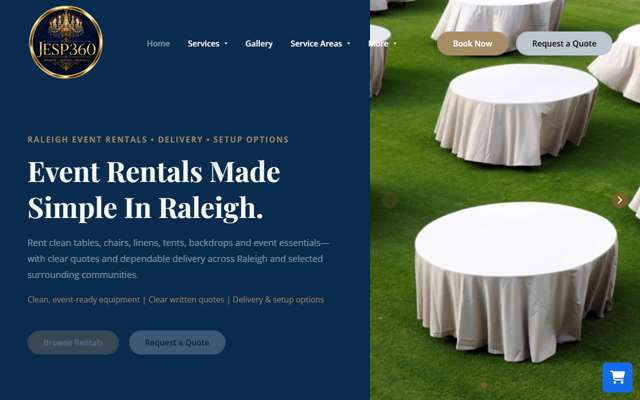 JESP360
Home Services Gallery Service Areas More Book Now Request a Quote
RALEIGH EVENT RENTALS • DELIVERY • SETUP OPTIONS
Event Rentals Made
Simple In Raleigh.
Rent clean tables, chairs, linens, tents, backdrops and event essentials—
with clear quotes and dependable delivery across Raleigh and selected
surrounding communities.
Clean, event-ready equipment | Clear written quotes | Delivery & setup options
Browse Rentals Request a Quote